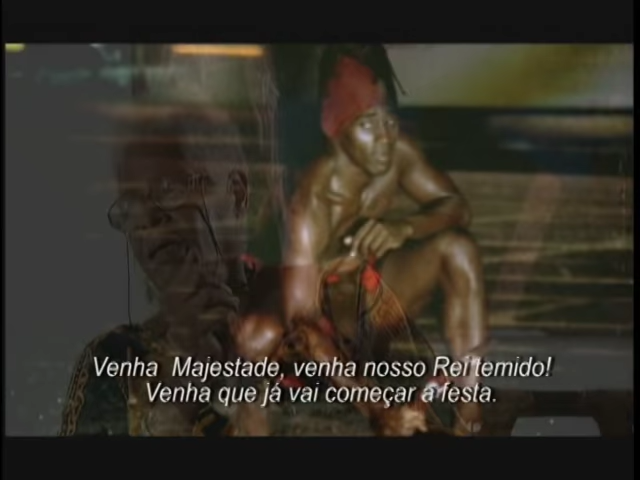 Venha Majestade, venha nosso Rei temido!
Venha que já vai começar a festa.